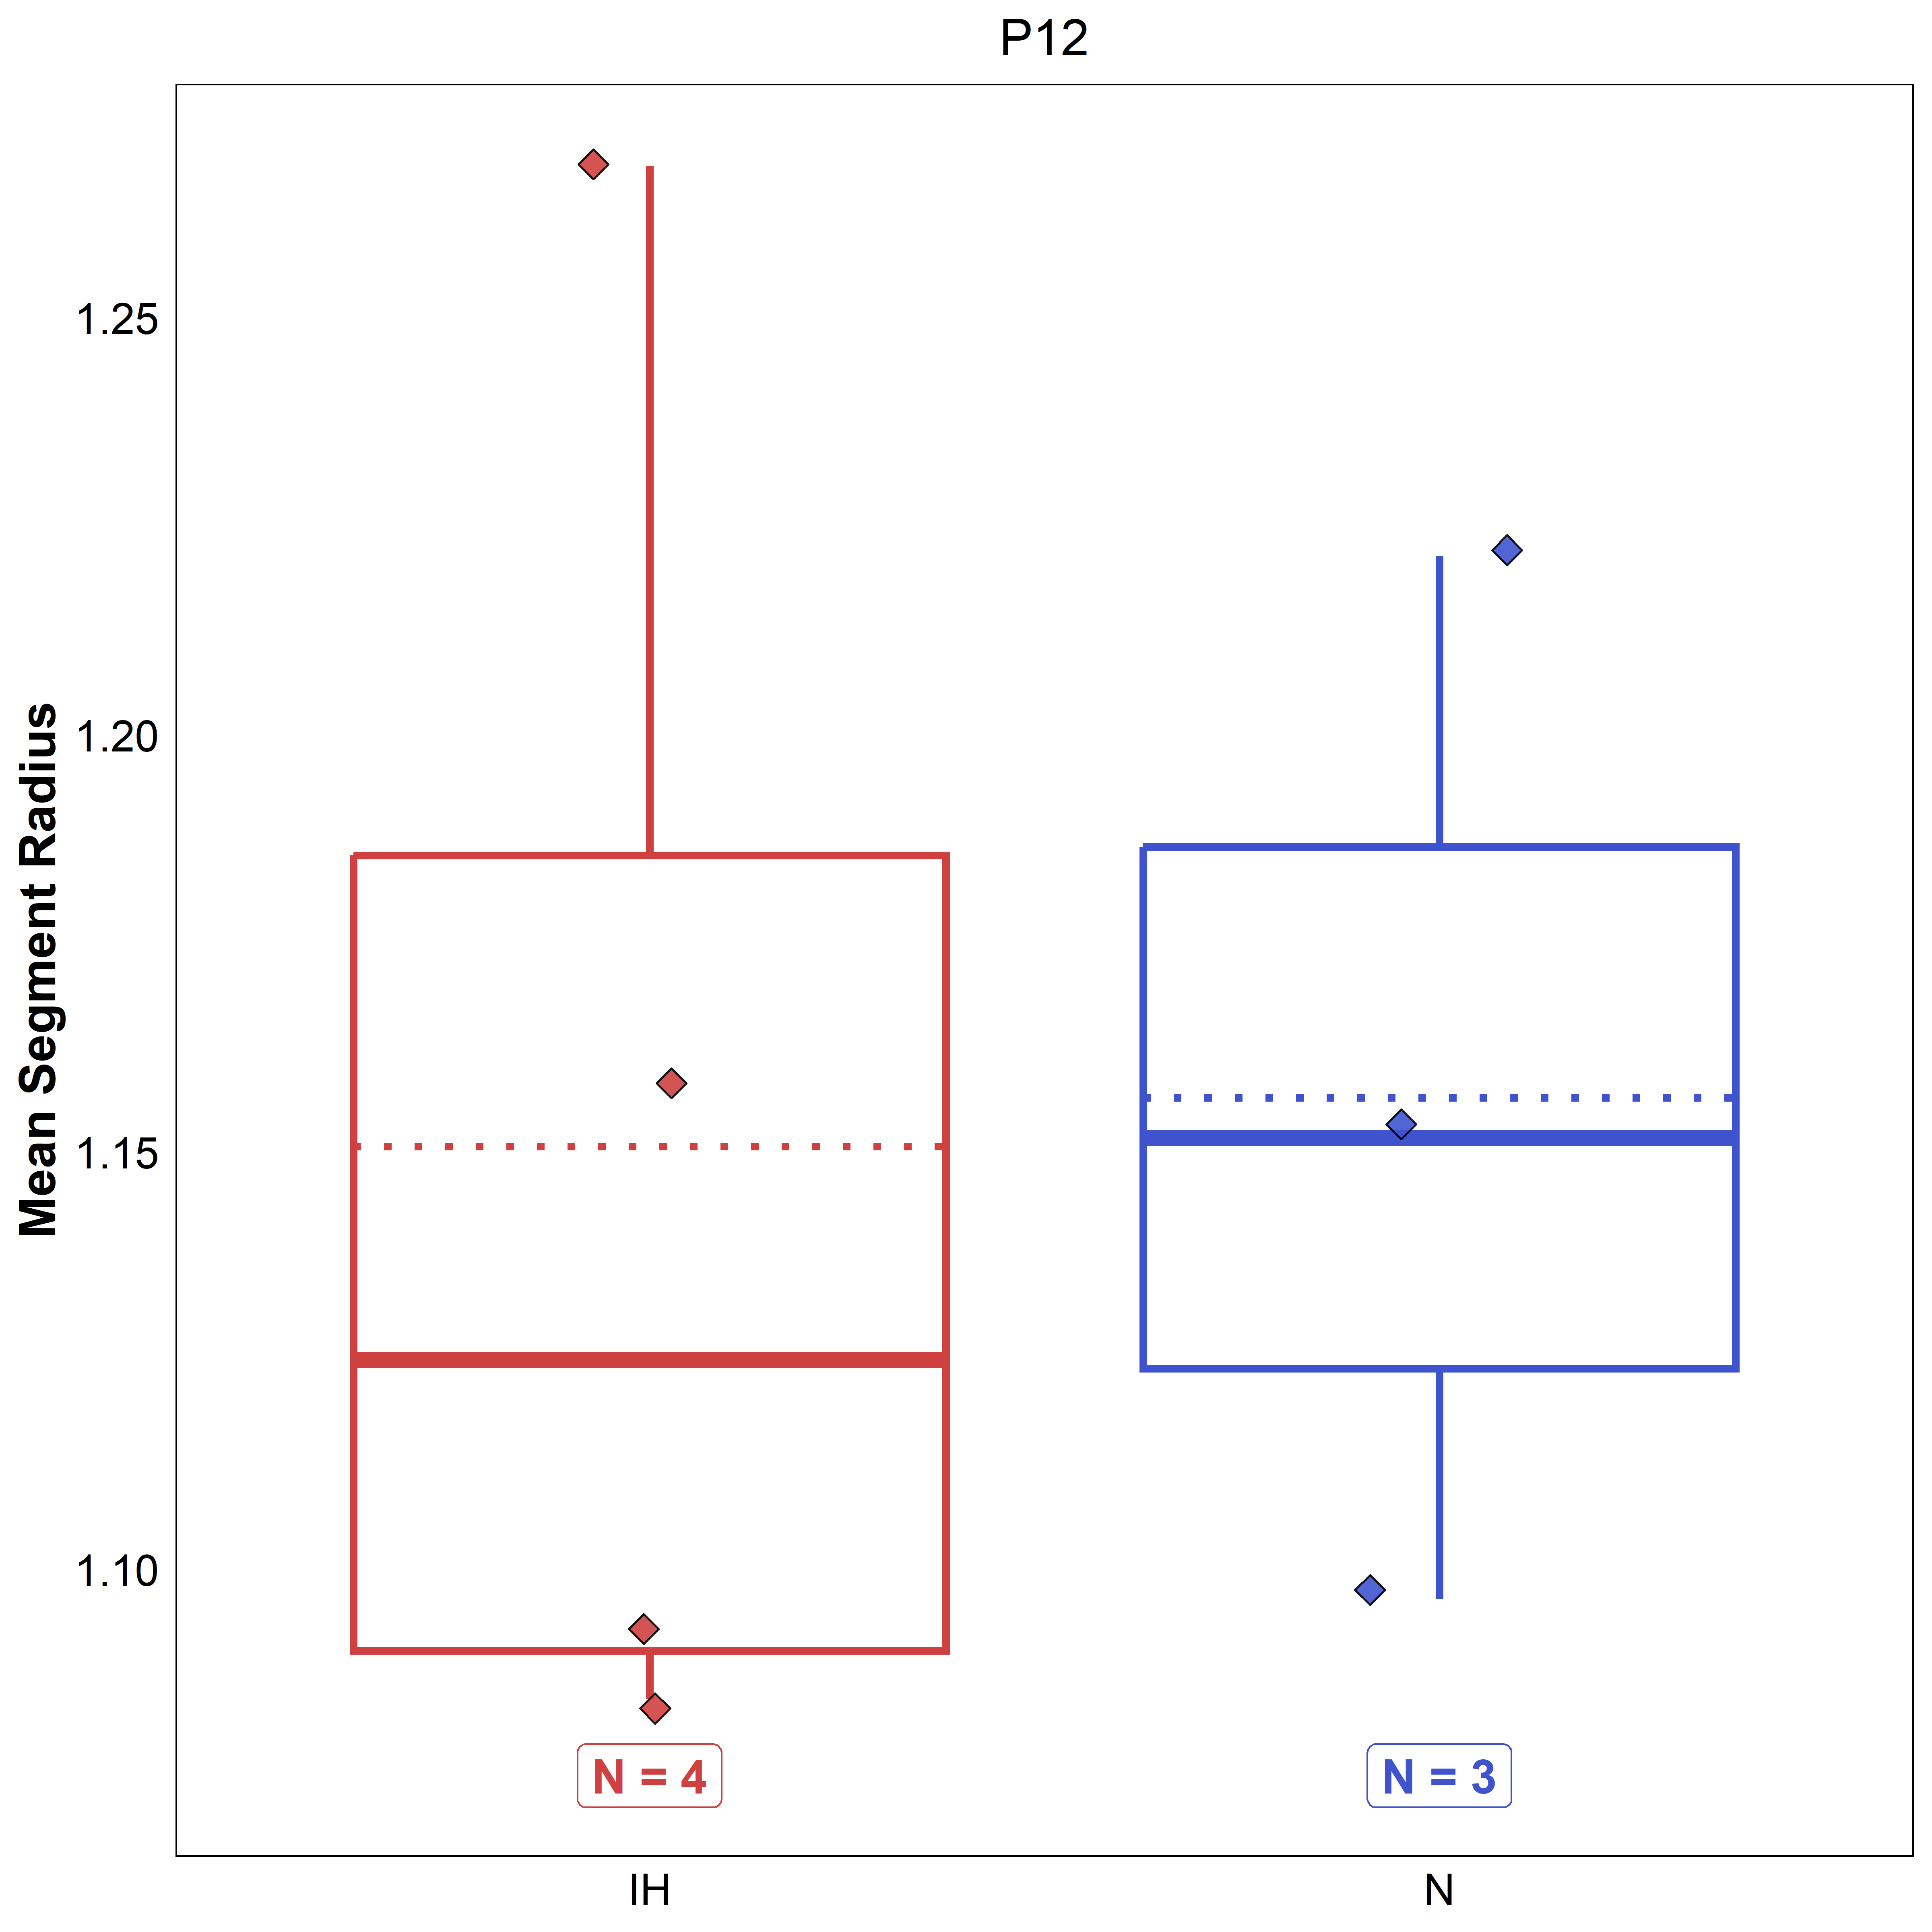 P12
Mean Segment Radius
1.25
1.20
1.15
1.10
N = 4
N = 3
IH
N